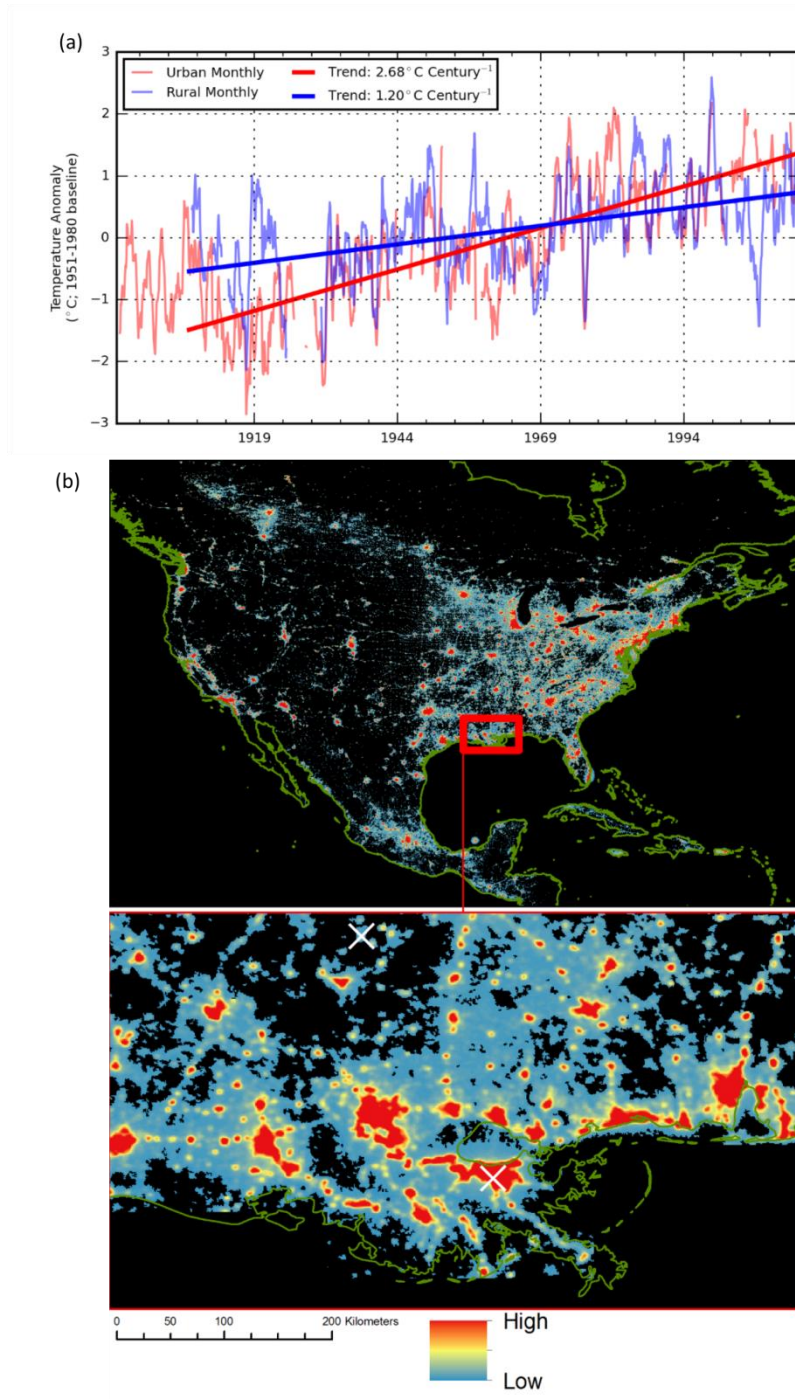 (a)
Urban Monthly
Rural Monthly
Trend: 2.68°C Century⁻¹
Trend: 1.20°C Century⁻¹
Temperature Anomaly
(°C; 1951-1980 baseline)
3
2
1
0
−1
−2
−3
1919
1944
1969
1994
(b)
0
50
100
200 Kilometers
High
Low